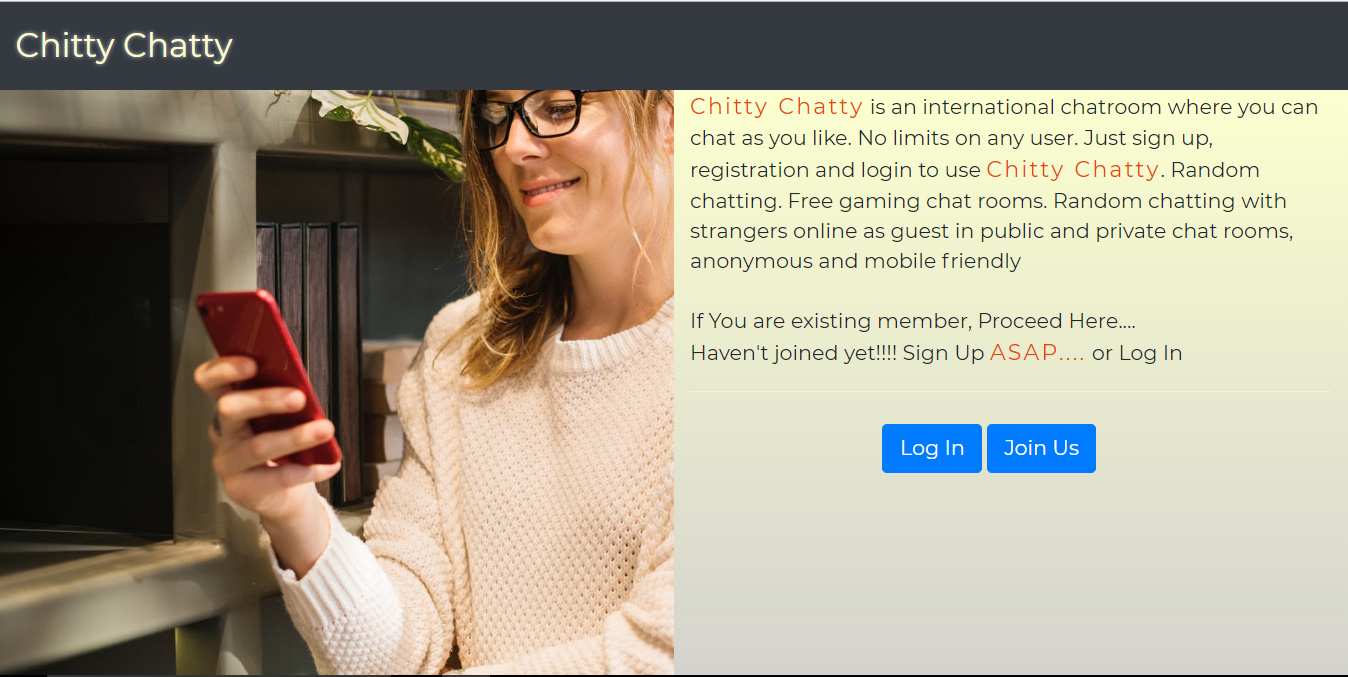 Chitty Chatty
Chitty Chatty is an international chatroom where you can
chat as you like. No limits on any user. Just sign up,
registration and login to use Chitty Chatty. Random
chatting. Free gaming chat rooms. Random chatting with
strangers online as guest in public and private chat rooms,
anonymous and mobile friendly
If You are existing member, Proceed Here....
Haven't joined yet!!!! Sign Up ASAP.... or Log In
Log In Join Us